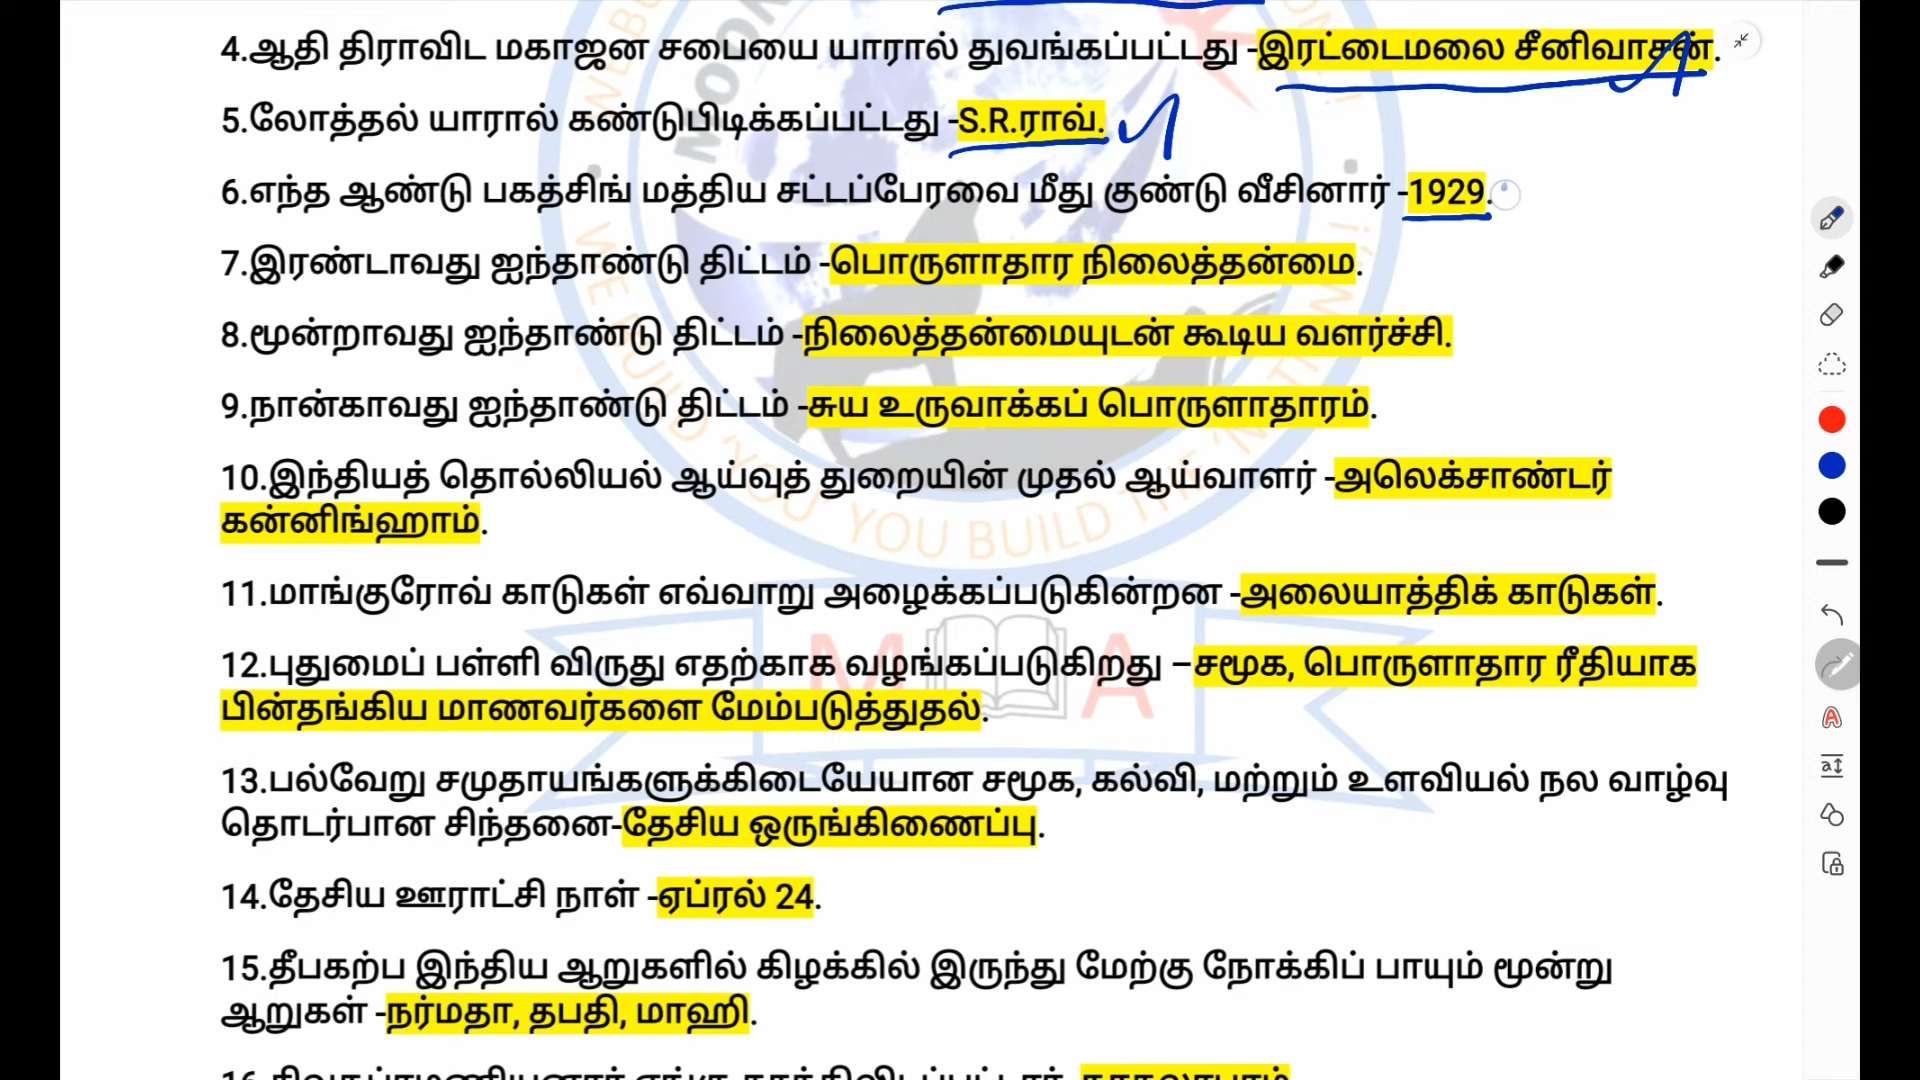 4.ஆதி திராவிட மகாஜன சபையை யாரால் துவங்கப்பட்டது -இரட்டைமலை சீனிவாசன்.
5.லோத்தல் யாரால் கண்டுபிடிக்கப்பட்டது -S.R.ராவ்.
6.எந்த ஆண்டு பகத்சிங் மத்திய சட்டப்பேரவை மீது குண்டு வீசினார் -1929.
7.இரண்டாவது ஐந்தாண்டு திட்டம் -பொருளாதார நிலைத்தன்மை.
8.மூன்றாவது ஐந்தாண்டு திட்டம் -நிலைத்தன்மையுடன் கூடிய வளர்ச்சி.
9.நான்காவது ஐந்தாண்டு திட்டம் -சுய உருவாக்கப் பொருளாதாரம்.
10.இந்தியத் தொல்லியல் ஆய்வுத் துறையின் முதல் ஆய்வாளர் -அலெக்சாண்டர்
கன்னிங்ஹாம்.
11.மாங்குரோவ் காடுகள் எவ்வாறு அழைக்கப்படுகின்றன -அலையாத்திக் காடுகள்.
12.புதுமைப் பள்ளி விருது எதற்காக வழங்கப்படுகிறது –சமூக, பொருளாதார ரீதியாக
பின்தங்கிய மாணவர்களை மேம்படுத்துதல்.
13.பல்வேறு சமுதாயங்களுக்கிடையேயான சமூக, கல்வி, மற்றும் உளவியல் நல வாழ்வு
தொடர்பான சிந்தனை-தேசிய ஒருங்கிணைப்பு.
14.தேசிய ஊராட்சி நாள் -ஏப்ரல் 24.
15.தீபகற்ப இந்திய ஆறுகளில் கிழக்கில் இருந்து மேற்கு நோக்கிப் பாயும் மூன்று
ஆறுகள் -நர்மதா, தபதி, மாஹி.
MOON
YOU BUILD THE
M A